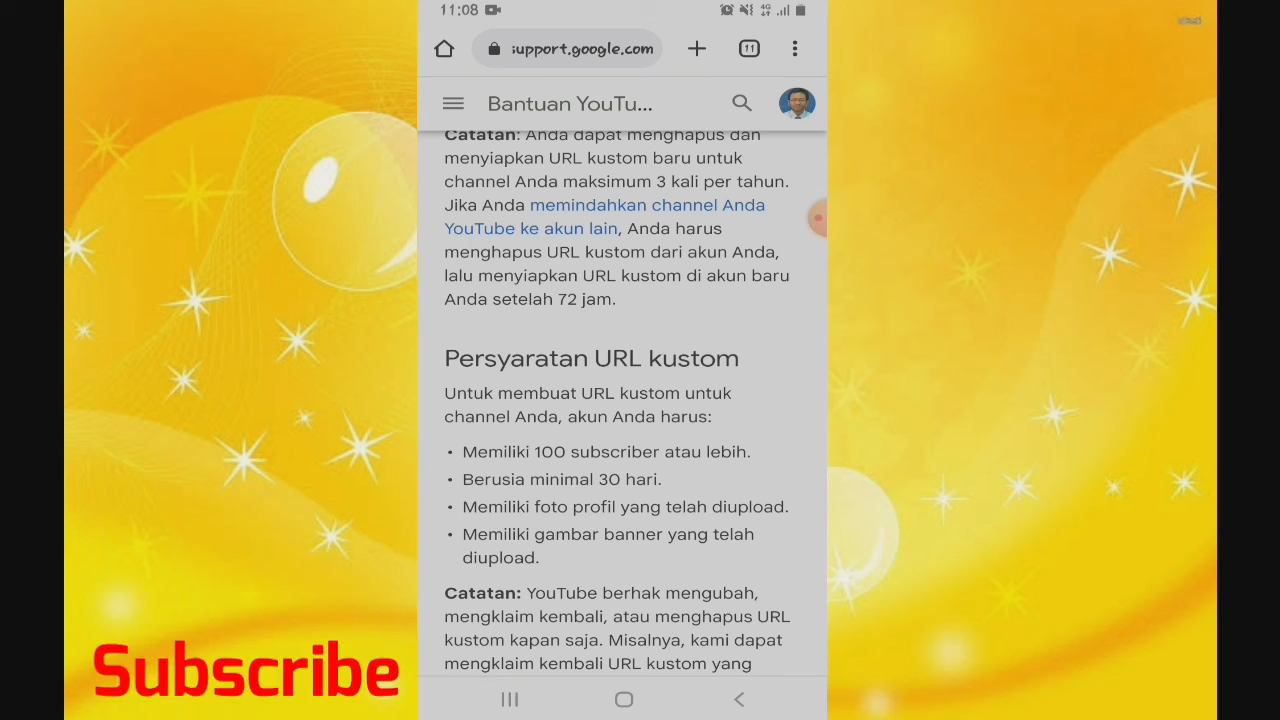 11:08
4G
support.google.com
11
Bantuan YouTu...
Catatan: Anda dapat menghapus dan
menyiapkan URL kustom baru untuk
channel Anda maksimum 3 kali per tahun.
Jika Anda memindahkan channel Anda
YouTube ke akun lain, Anda harus
menghapus URL kustom dari akun Anda,
lalu menyiapkan URL kustom di akun baru
Anda setelah 72 jam.
Persyaratan URL kustom
Untuk membuat URL kustom untuk
channel Anda, akun Anda harus:
• Memiliki 100 subscriber atau lebih.
• Berusia minimal 30 hari.
• Memiliki foto profil yang telah diupload.
• Memiliki gambar banner yang telah
diupload.
Catatan: YouTube berhak mengubah,
mengklaim kembali, atau menghapus URL
kustom kapan saja. Misalnya, kami dapat
mengklaim kembali URL kustom yang
Subscribe